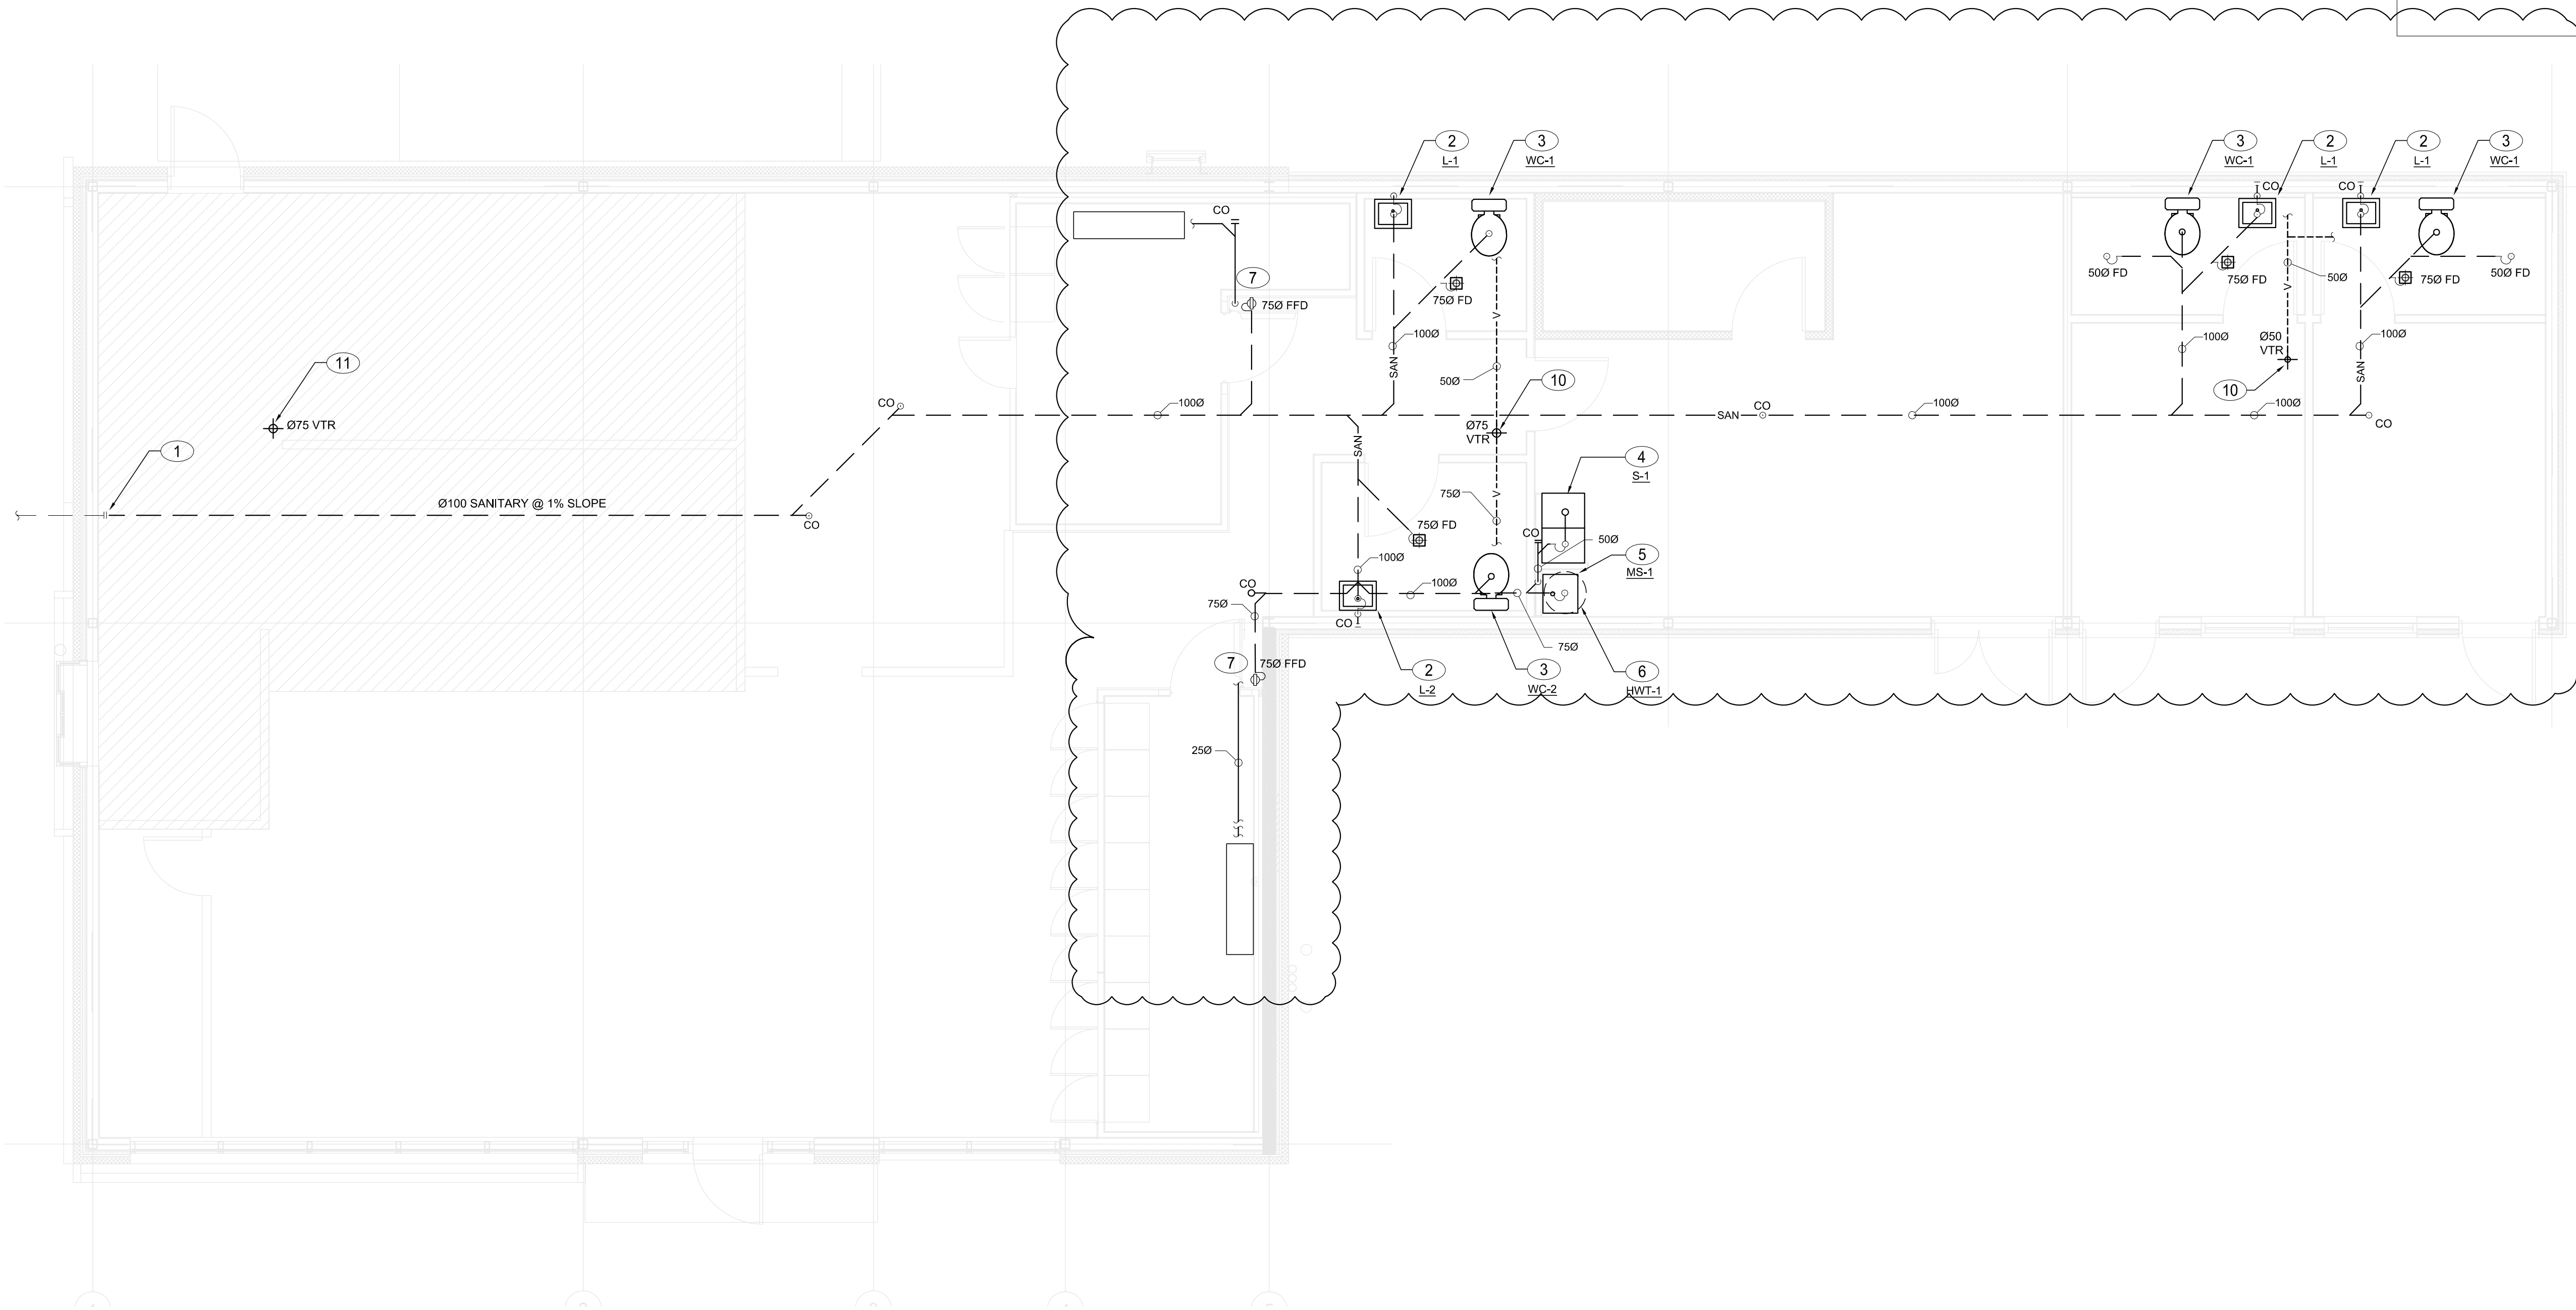 2
L-1
3
WC-1
3
WC-1
2
L-1
2
L-1
3
WC-1
CO
CO
CO
7
75Ø FFD
75Ø FD
50Ø FD
75Ø FD
50Ø
75Ø FD
50Ø FD
100Ø
100Ø
Ø50
VTR
100Ø
11
SAN
V
V
SAN
50Ø
10
10
CO
100Ø
SAN
CO
100Ø
100Ø
CO
Ø75 VTR
Ø75
VTR
1
SAN
4
S-1
Ø100 SANITARY @ 1% SLOPE
CO
75Ø
V
75Ø FD
CO
50Ø
5
MS-1
100Ø
CO
100Ø
75Ø
CO
75Ø
7
75Ø FFD
2
L-2
3
WC-2
6
HWT-1
25Ø